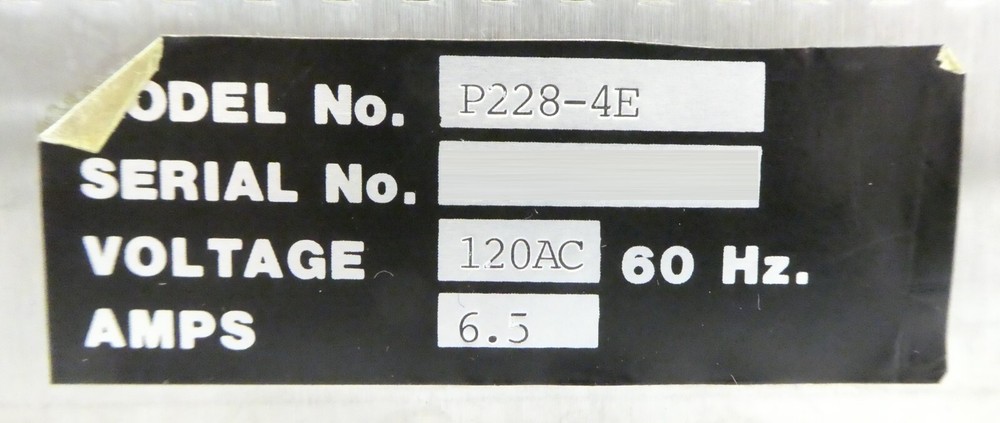 ODEL No. P228-4E
SERIAL No.
VOLTAGE 120AC 60 Hz.
AMPS 6.5